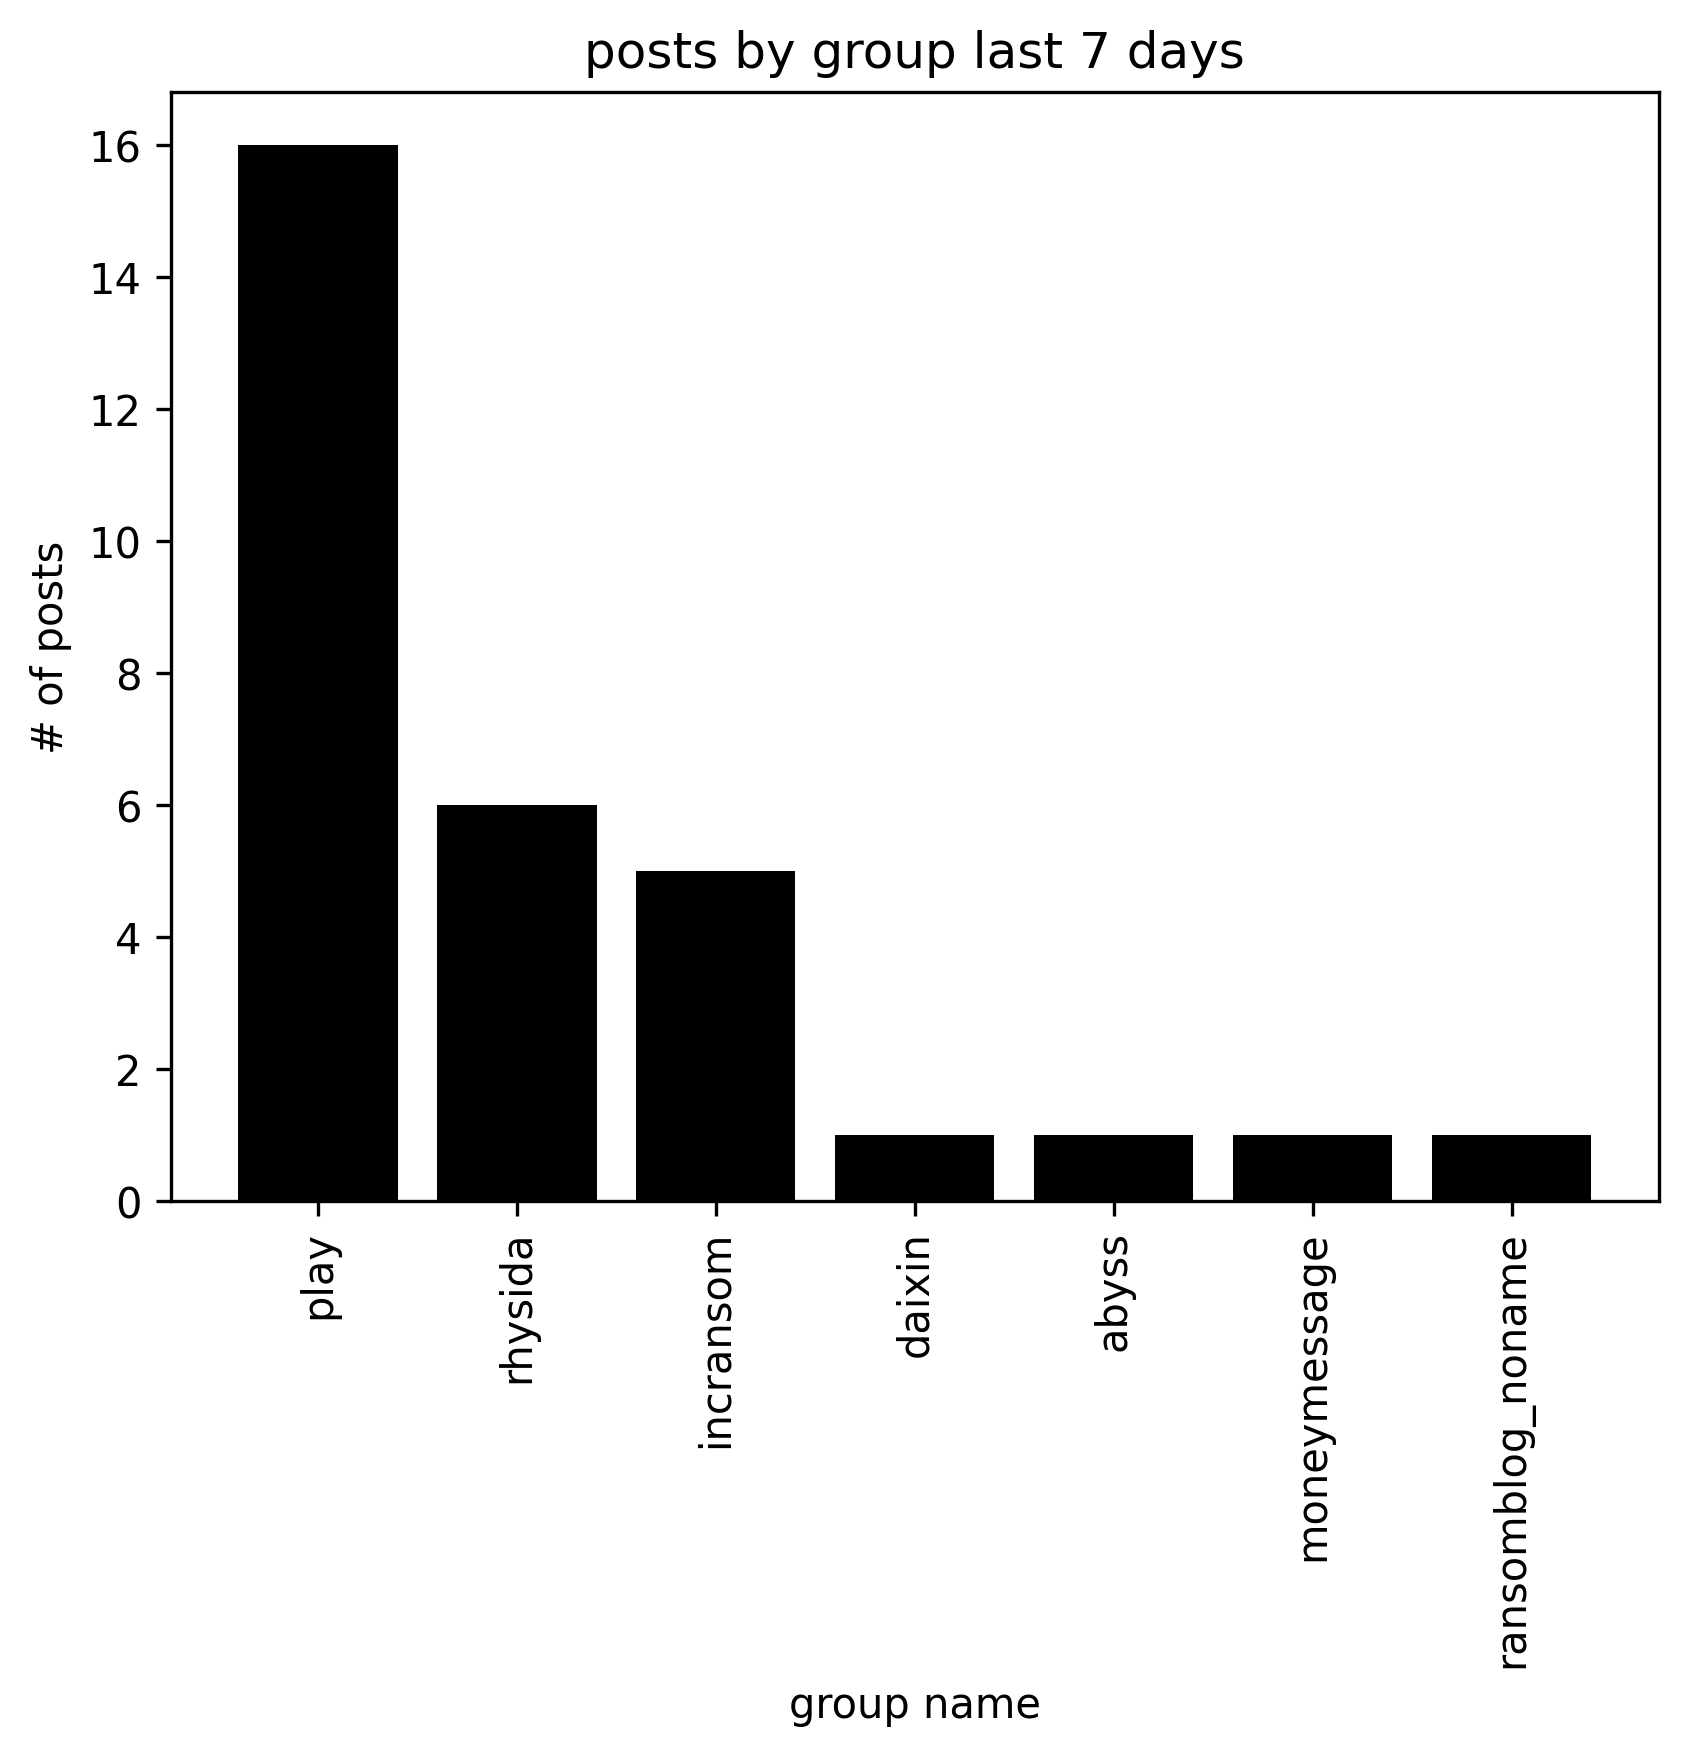 posts by group last 7 days
# of posts
16
14
12
10
8
6
4
2
0
play
rhysida
incransom
daixin
abyss
moneymessage
ransomblog_noname
group name